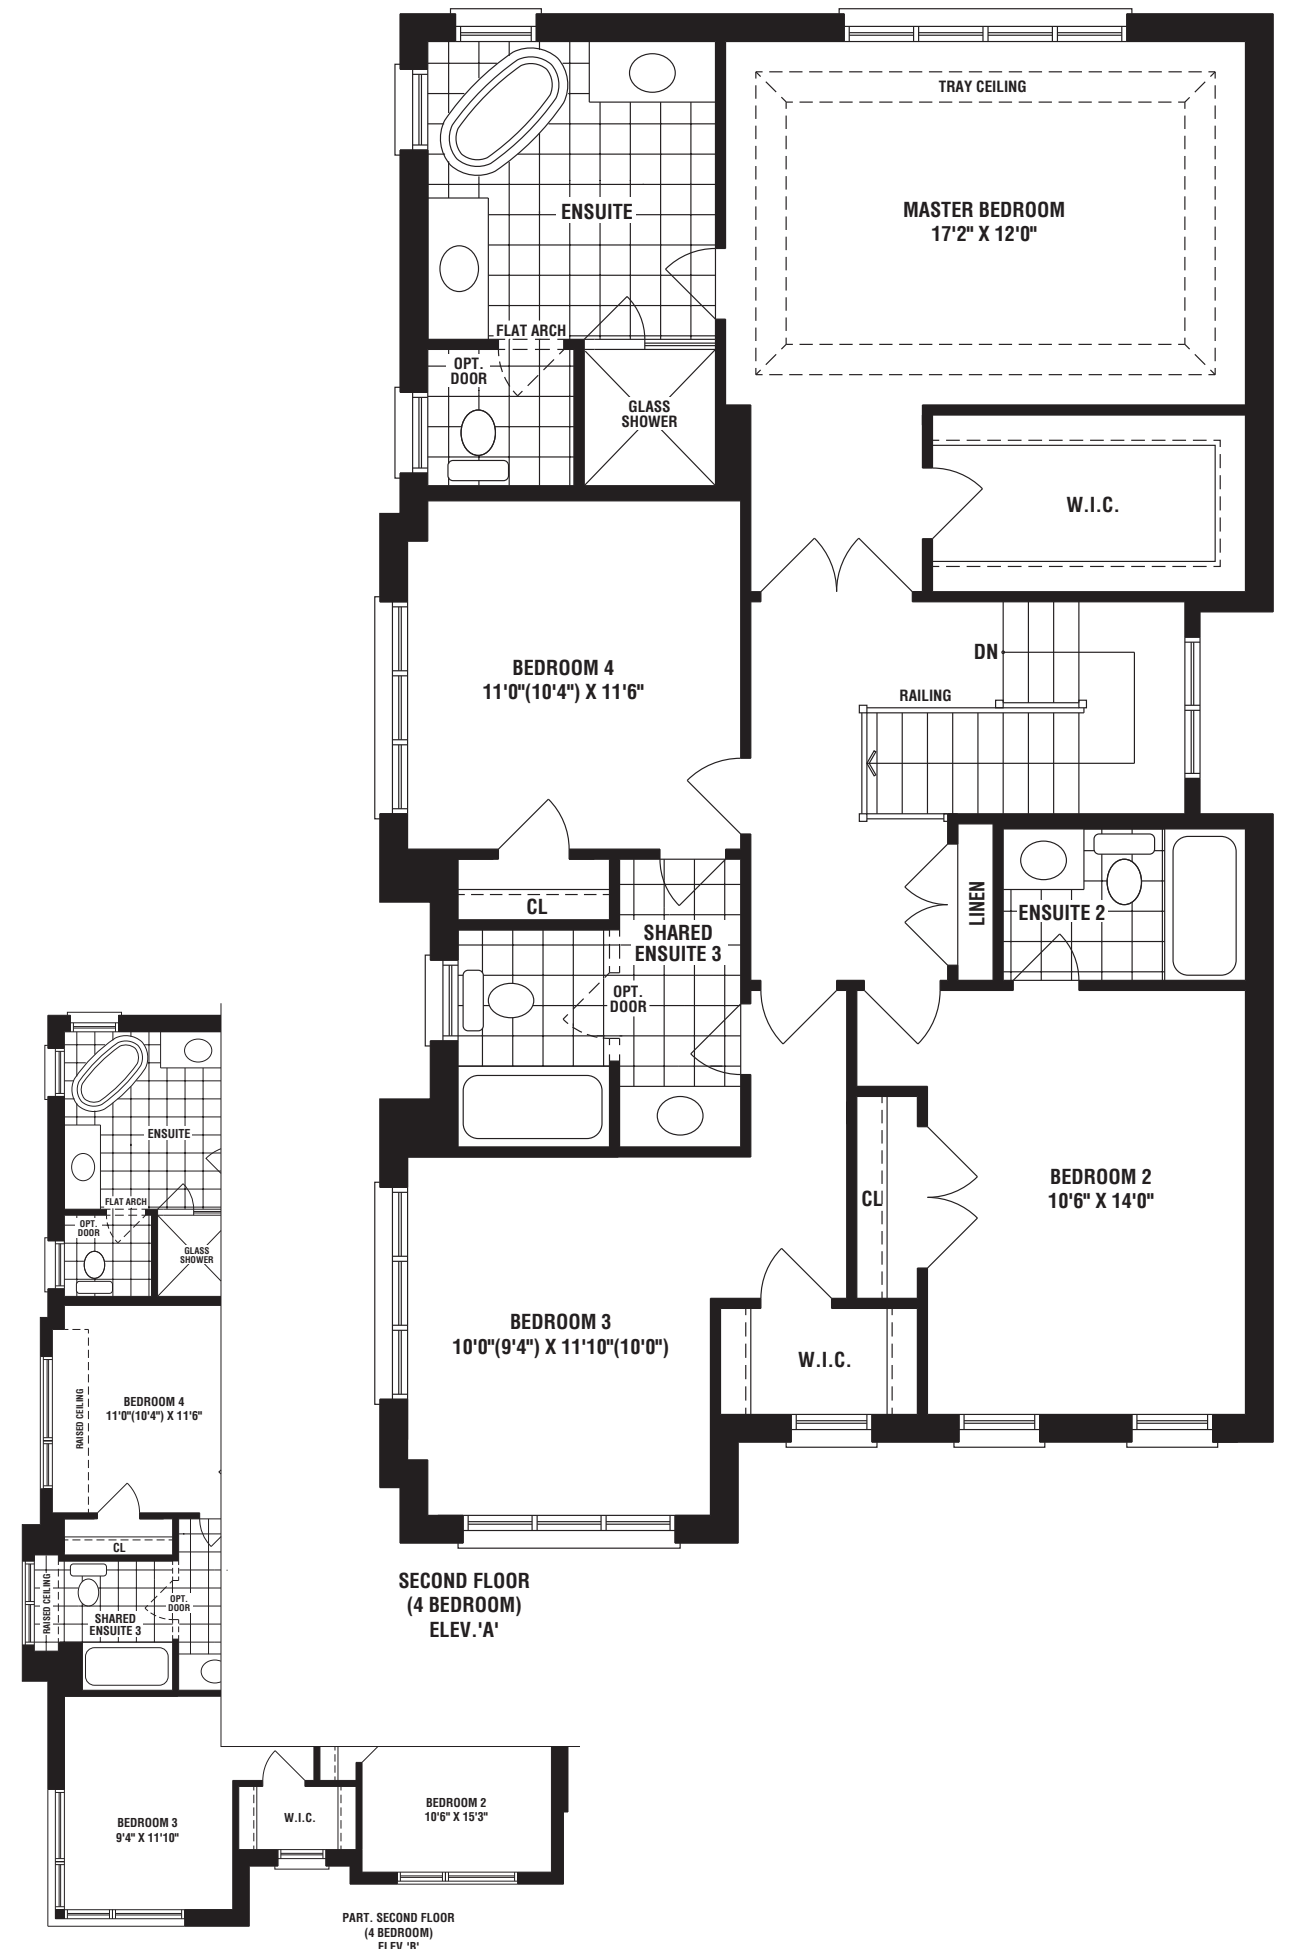 TRAY CEILING
MASTER BEDROOM
17'2" X 12'0"
ENSUITE
FLAT ARCH
OPT.
DOOR
GLASS
SHOWER
W.I.C.
BEDROOM 4
11'0"(10'4") X 11'6"
DN
RAILING
CL
SHARED
ENSUITE 3
OPT.
DOOR
LINEN
ENSUITE 2
BEDROOM 2
10'6" X 14'0"
CL
BEDROOM 3
10'0"(9'4") X 11'10"(10'0")
W.I.C.
SECOND FLOOR
(4 BEDROOM)
ELEV.'A'
ENSUITE
FLAT ARCH
OPT.
DOOR
GLASS
SHOWER
RAISED CEILING
BEDROOM 4
11'0"(10'4") X 11'6"
CL
RAISED CEILING
OPT.
DOOR
SHARED
ENSUITE 3
BEDROOM 3
9'4" X 11'10"
W.I.C.
BEDROOM 2
10'6" X 15'3"
PART. SECOND FLOOR
(4 BEDROOM)
ELEV.'B'